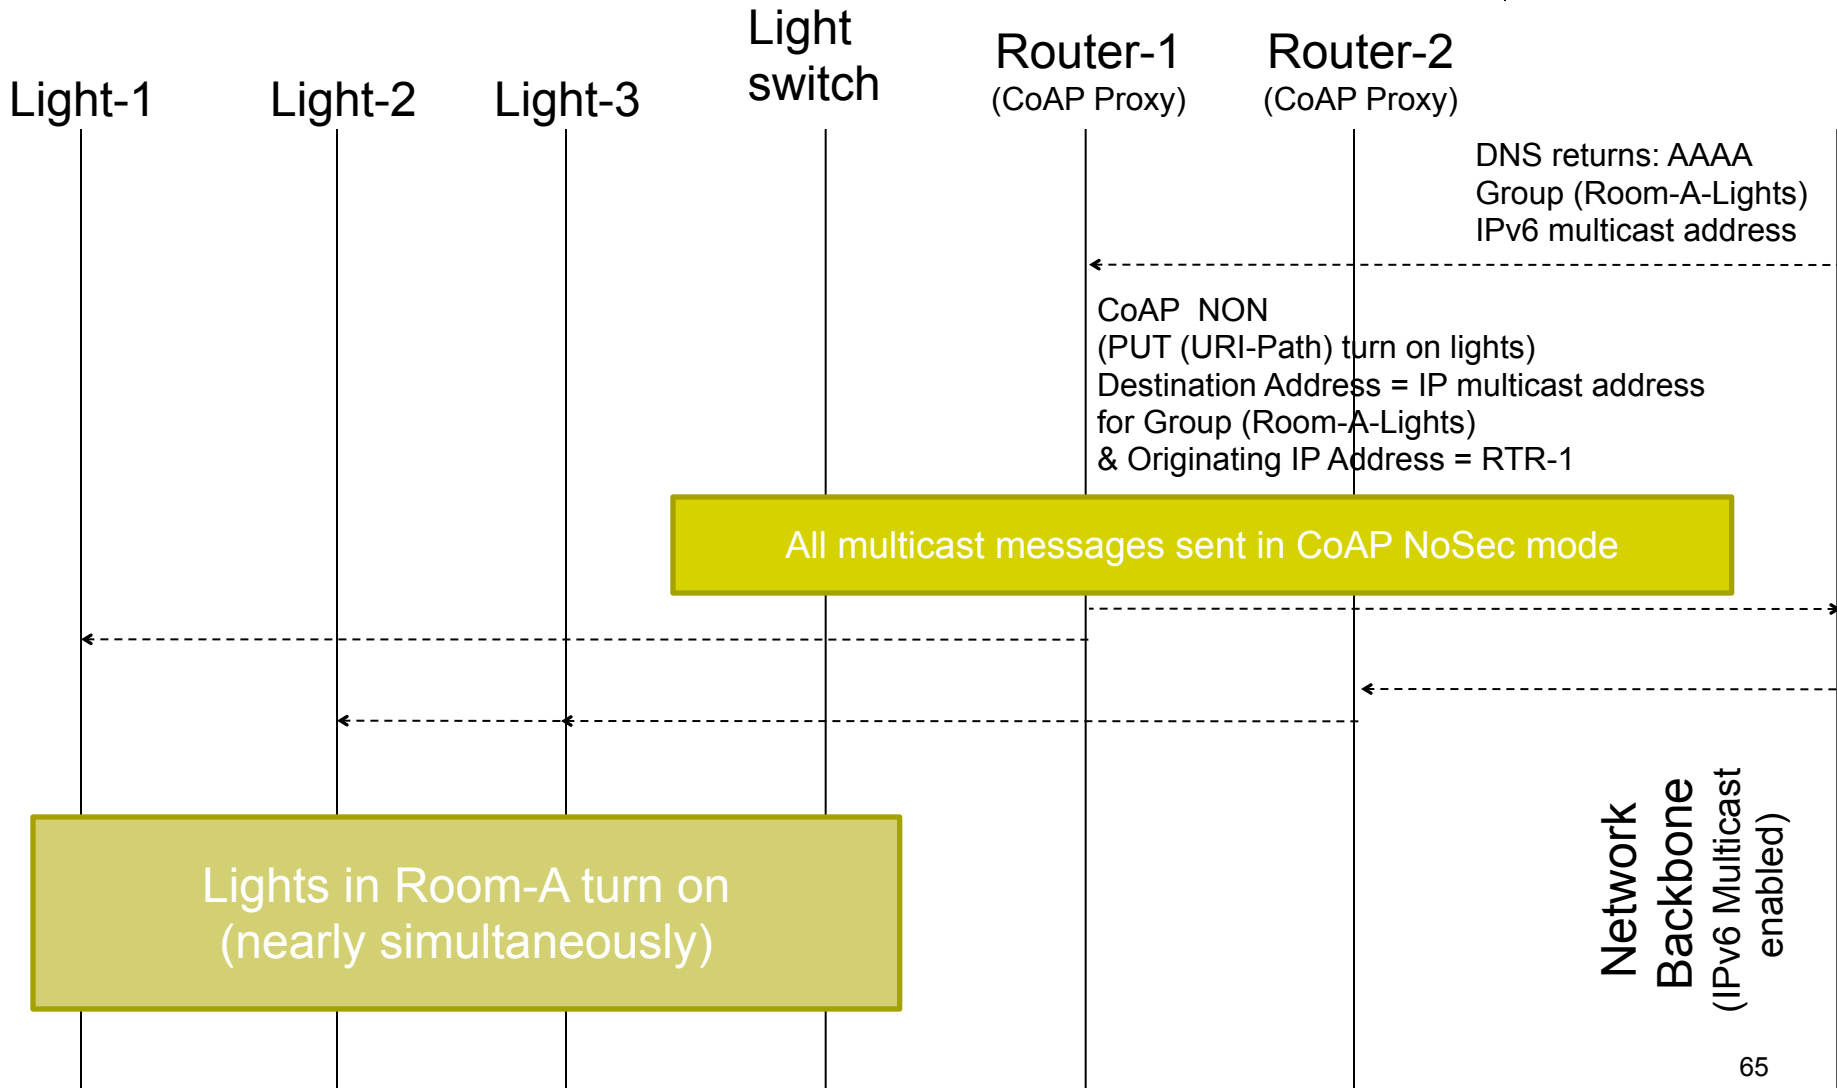 Light
switch
Router-1
(CoAP Proxy)
Router-2
(CoAP Proxy)
Light-1
Light-2
Light-3
DNS returns: AAAA
Group (Room-A-Lights)
IPv6 multicast address
CoAP  NON
(PUT (URI-Path) turn on lights)
Destination Address = IP multicast address
for Group (Room-A-Lights)
& Originating IP Address = RTR-1
All multicast messages sent in CoAP NoSec mode
Lights in Room-A turn on
(nearly simultaneously)
Network
Backbone
(IPv6 Multicast
enabled)
65